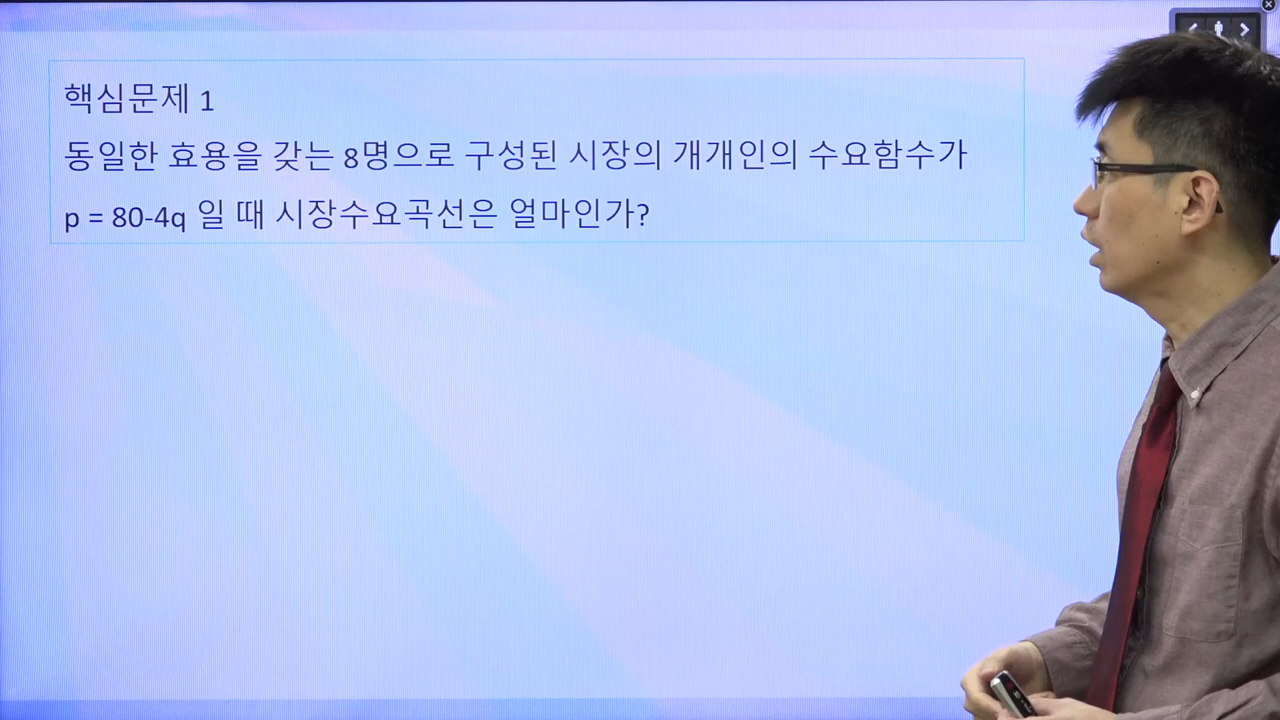 핵심문제 1
동일한 효용을 갖는 8명으로 구성된 시장의 개개인의 수요함수가
p = 80-4q 일 때 시장수요곡선은 얼마인가?